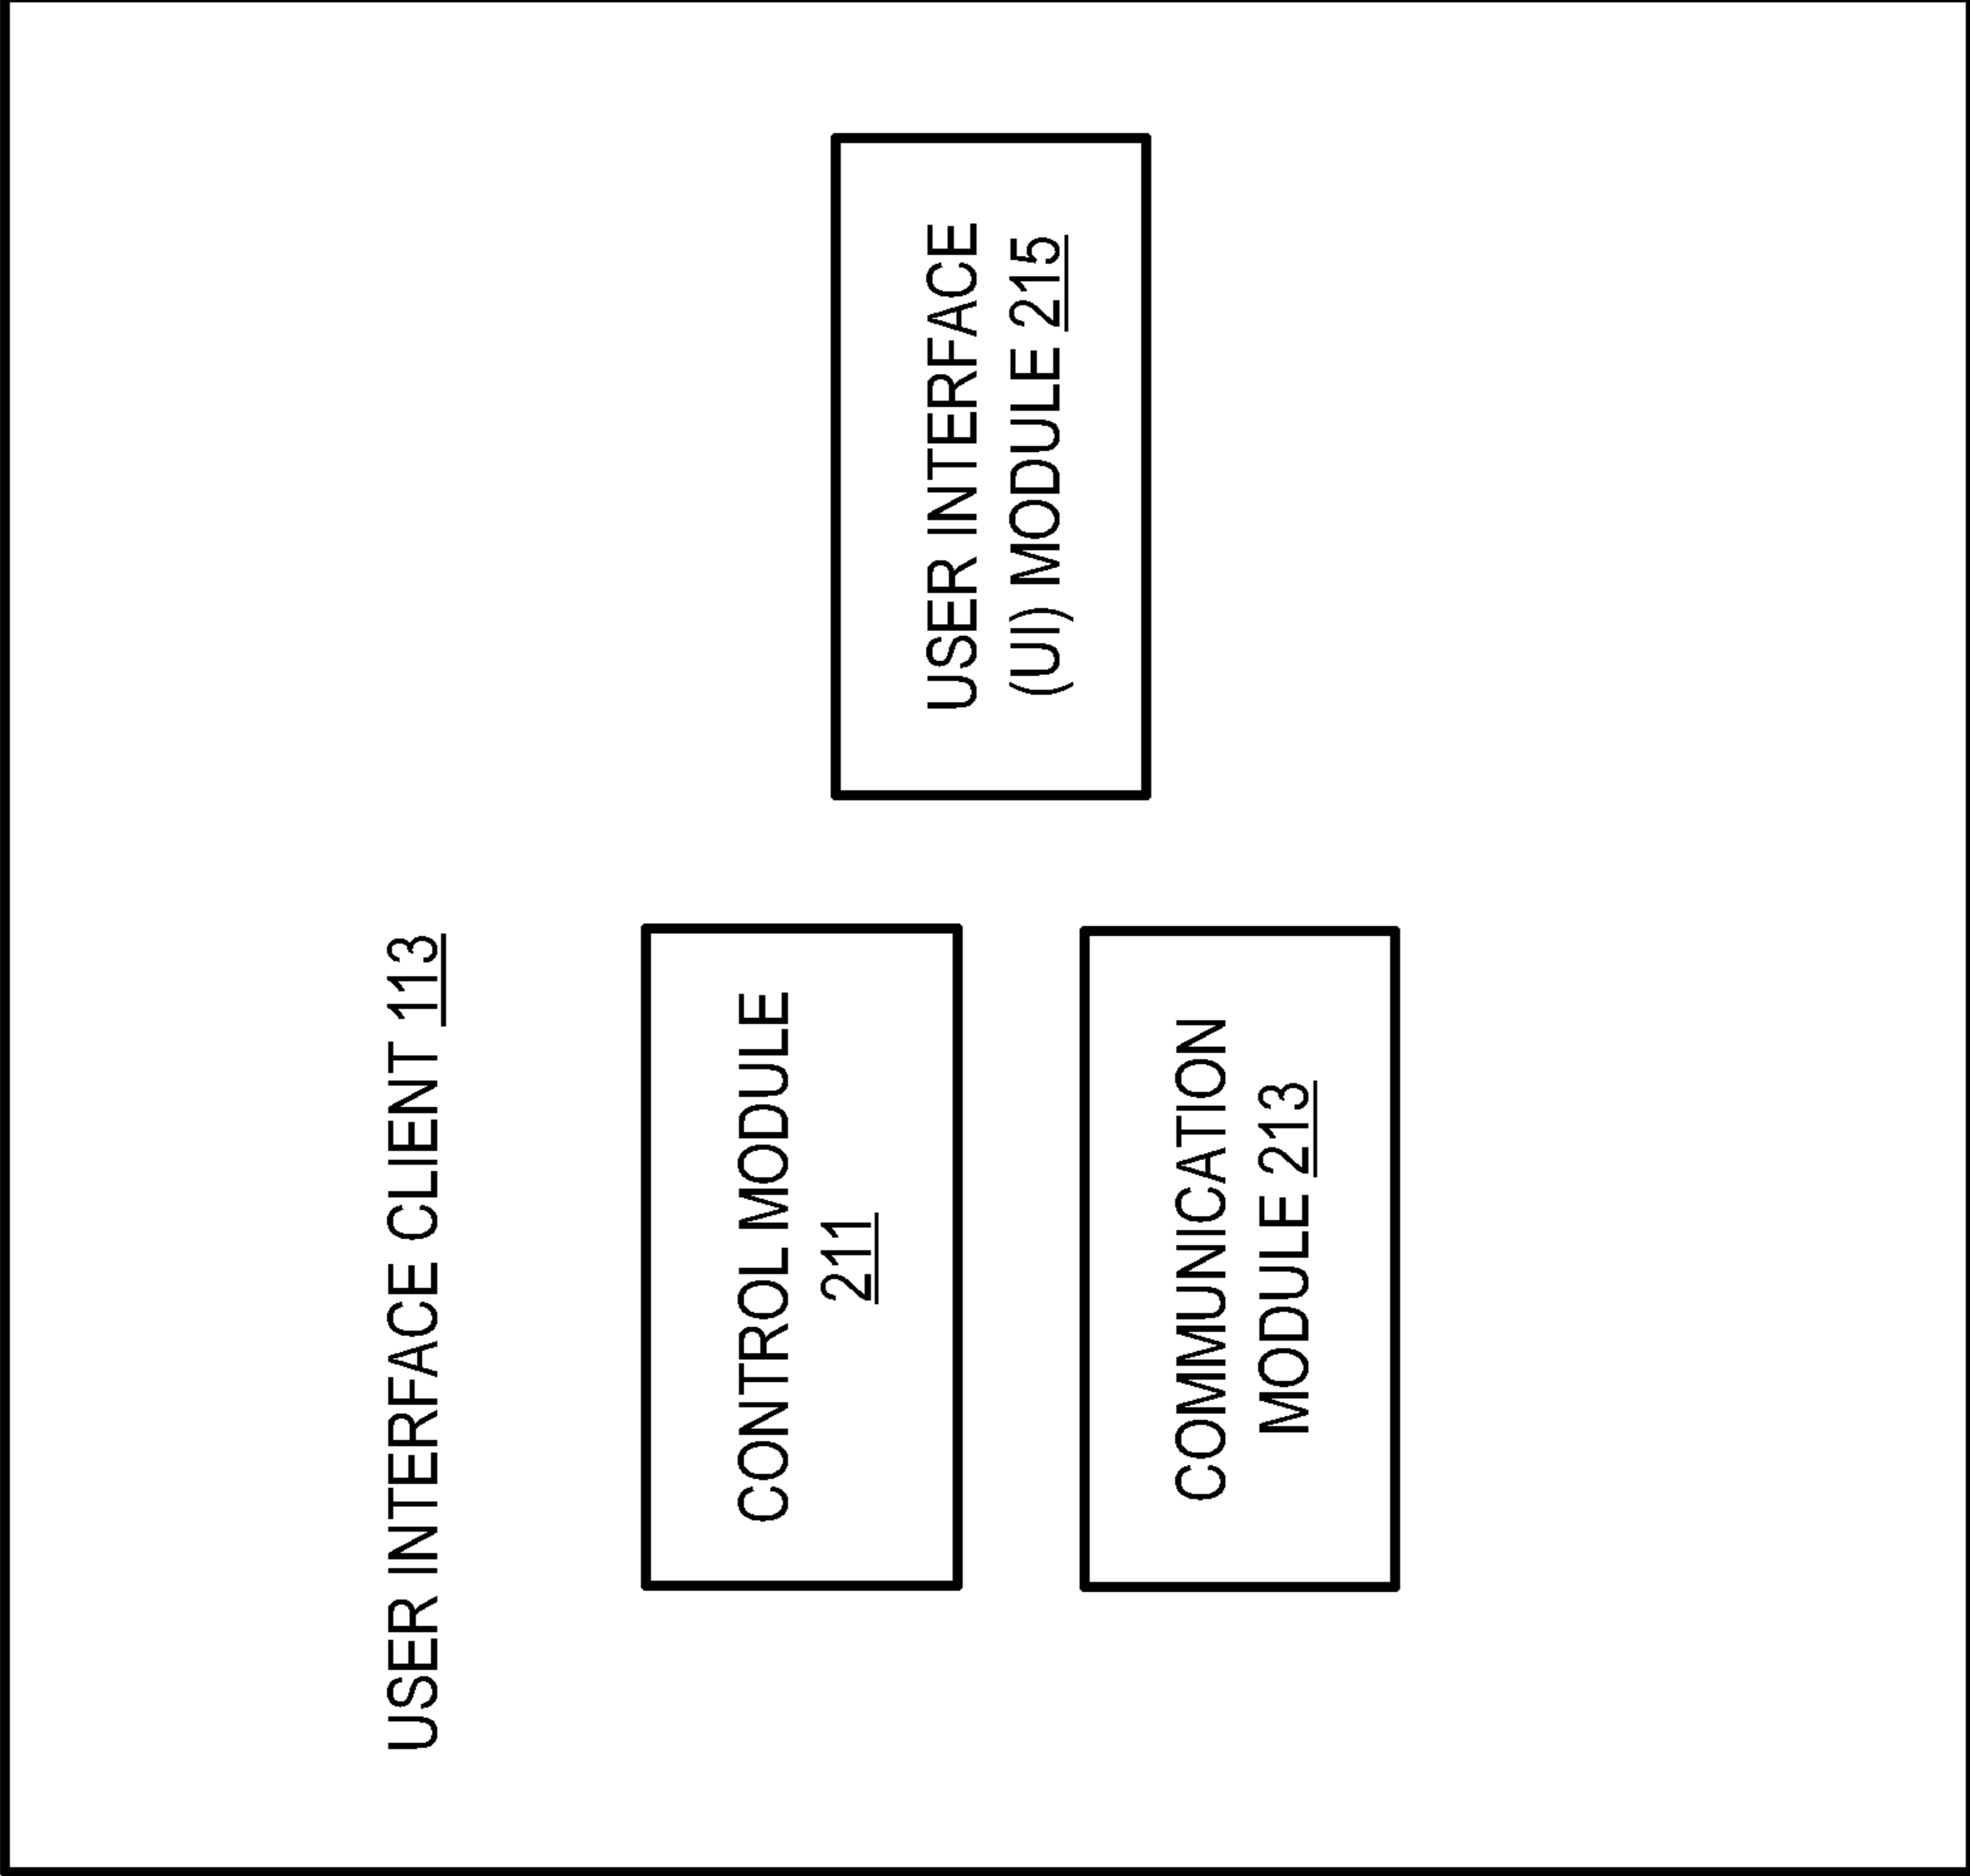 USER INTERFACE CLIENT 113
CONTROL MODULE
211
COMMUNICATION
MODULE 213
USER INTERFACE
(UI) MODULE 215